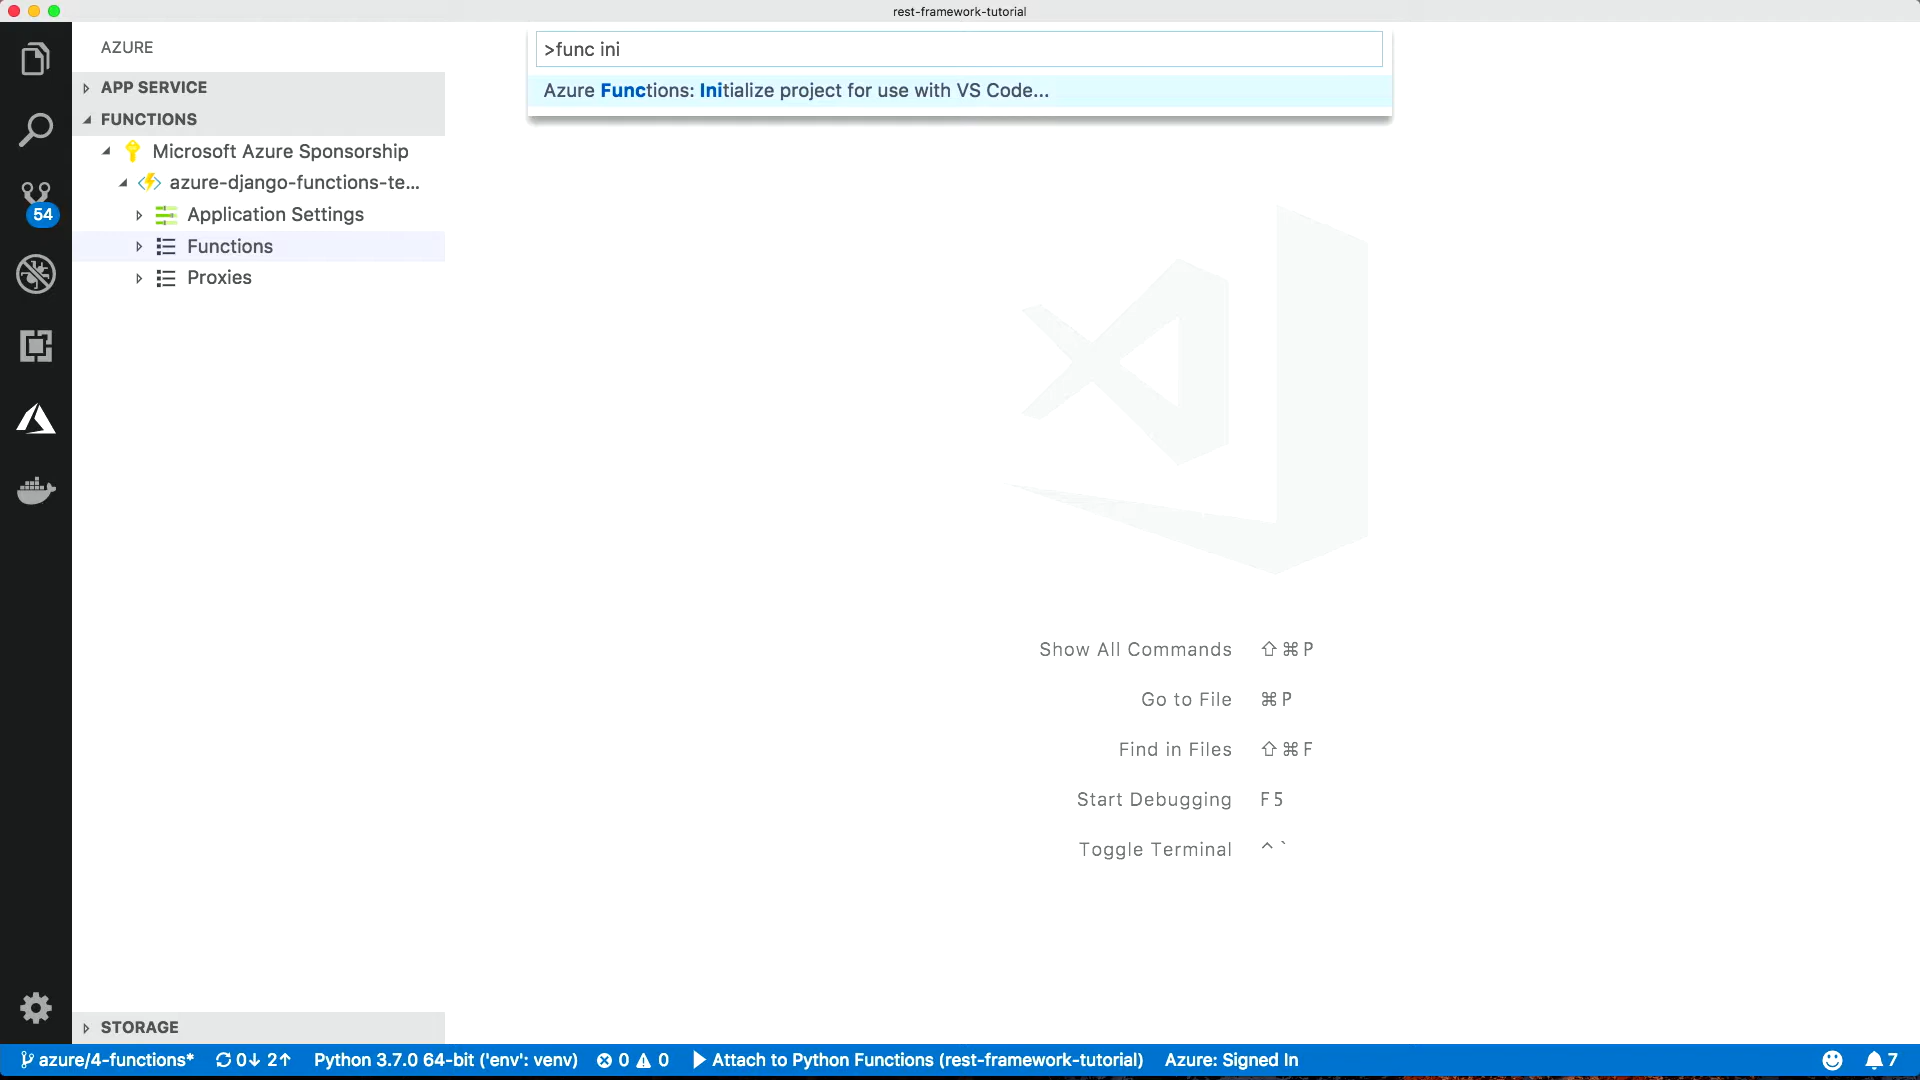 rest-framework-tutorial
AZURE
APP SERVICE
FUNCTIONS
Microsoft Azure Sponsorship
azure-django-functions-te...
Application Settings
Functions
Proxies
54
>func ini
Azure Functions: Initialize project for use with VS Code...
Show All Commands ⇧⌘P
Go to File ⌘P
Find in Files ⇧⌘F
Start Debugging F5
Toggle Terminal ^`
STORAGE
azure/4-functions* 0↓ 2↑ Python 3.7.0 64-bit ('env': venv) 0 0 Attach to Python Functions (rest-framework-tutorial) Azure: Signed In 7